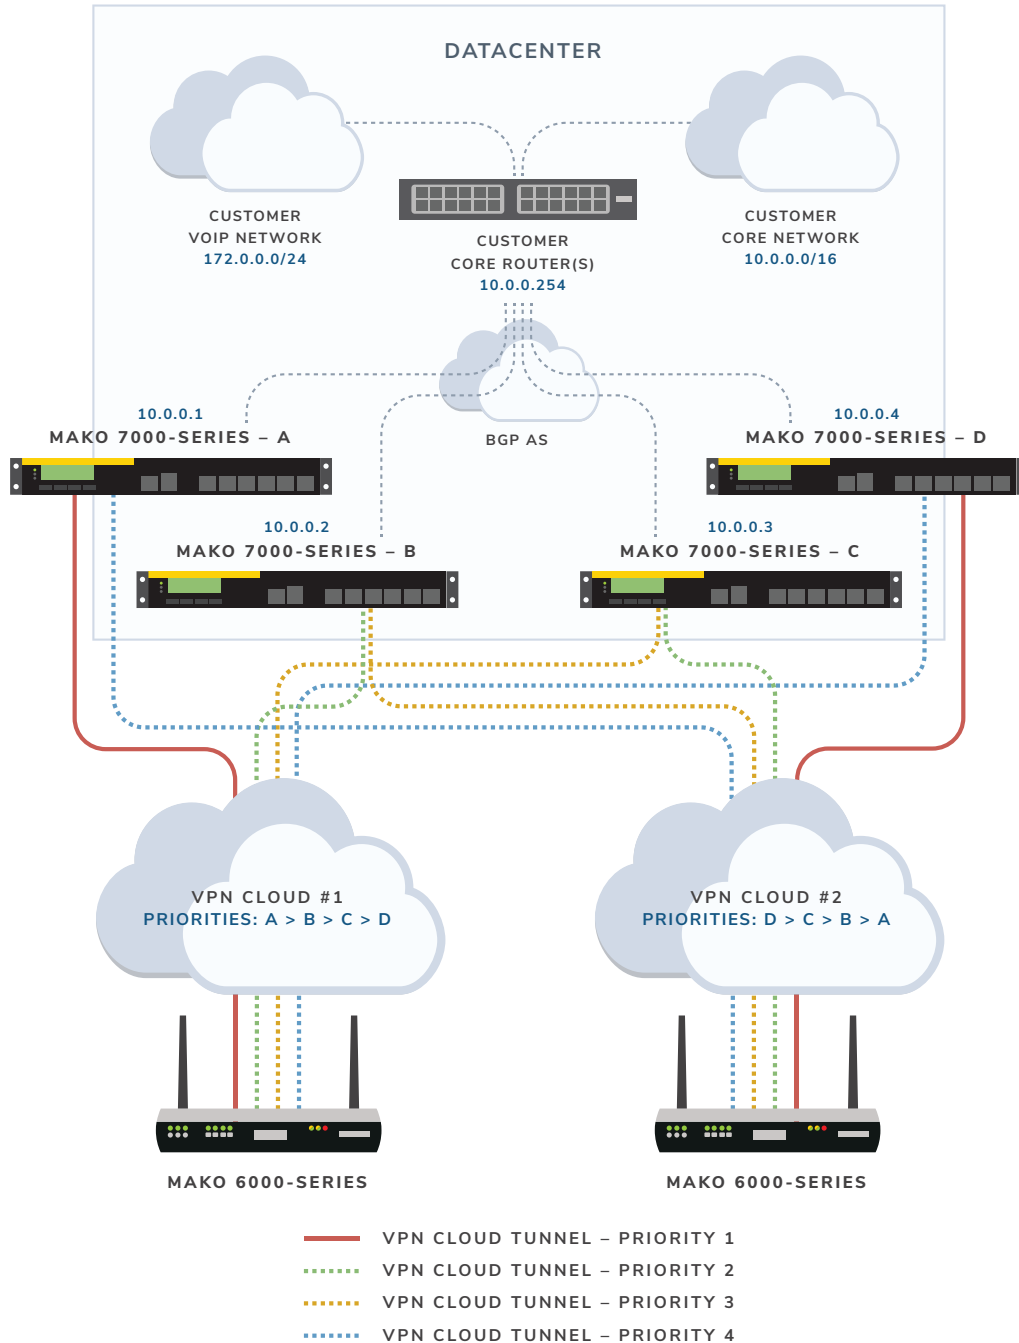 DATACENTER
CUSTOMER
VOIP NETWORK
172.0.0.0/24
CUSTOMER
CORE ROUTER(S)
10.0.0.254
CUSTOMER
CORE NETWORK
10.0.0.0/16
BGP AS
10.0.0.1
MAKO 7000-SERIES – A
10.0.0.4
MAKO 7000-SERIES – D
10.0.0.2
MAKO 7000-SERIES – B
10.0.0.3
MAKO 7000-SERIES – C
VPN CLOUD #1
PRIORITIES: A > B > C > D
VPN CLOUD #2
PRIORITIES: D > C > B > A
MAKO 6000-SERIES
MAKO 6000-SERIES
VPN CLOUD TUNNEL – PRIORITY 1
VPN CLOUD TUNNEL – PRIORITY 2
VPN CLOUD TUNNEL – PRIORITY 3
VPN CLOUD TUNNEL – PRIORITY 4